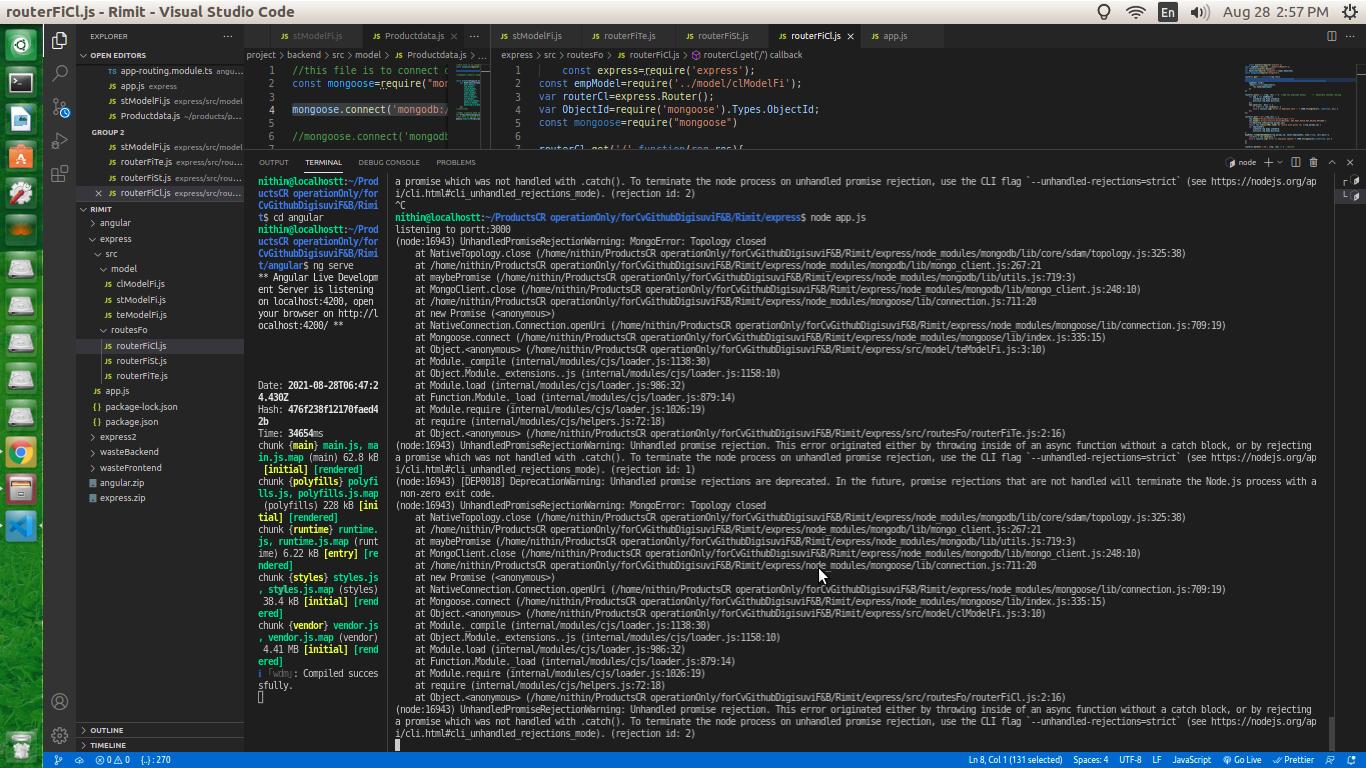 routerFiCl.js - Rimit - Visual Studio Code
En
Aug 28 2:57 PM
EXPLORER
OPEN EDITORS
app-routing.module.ts angu...
app.js express
stModelFi.js express/src/model
Productdata.js ~/products/p...
GROUP 2
stModelFi.js express/src/model
routerFiTe.js express/src/rou...
routerFiSt.js express/src/rou...
routerFiCl.js express/src/rou...
RIMIT
angular
express
src
model
clModelFi.js
stModelFi.js
teModelFi.js
routesFo
routerFiCl.js
routerFiSt.js
routerFiTe.js
app.js
package-lock.json
package.json
express2
wasteBackend
wasteFrontend
angular.zip
express.zip
OUTLINE
TIMELINE
stModelFi.js
Productdata.js
project > backend > src > model > Productdata.js > ...
1 //this file is to connect
2 const mongoose=require("mon
3
4 mongoose.connect('mongodb:/
5
6 //mongoose.connect('mongodb
7
stModelFi.js
routerFiTe.js
routerFiSt.js
routerFiCl.js
app.js
express > src > routesFo > routerFiCl.js > routerCl.get('/') callback
1 const express=require('express');
2 const empModel=require('../model/clModelFi');
3 var routerCl=express.Router();
4 var ObjectId=require('mongoose').Types.ObjectId;
5 const mongoose=require("mongoose")
6
7 routerCl.get('/',function(req,res){
OUTPUT TERMINAL DEBUG CONSOLE PROBLEMS
node
nithin@localhostt:~/Prod
uctsCR operationOnly/for
CvGithubDigisuviF&B/Rimi
t$ cd angular
nithin@localhostt:~/Prod
uctsCR operationOnly/for
CvGithubDigisuviF&B/Rimi
t/angular$ ng serve
** Angular Live Developm
ent Server is listening
on localhost:4200, open
your browser on http://l
ocalhost:4200/ **
Date: 2021-08-28T06:47:2
4.430Z
Hash: 476f238f12170faed4
2b
Time: 34654ms
chunk {main} main.js, ma
in.js.map (main) 62.8 kB
[initial] [rendered]
chunk {polyfills} polyfi
lls.js, polyfills.js.map
(polyfills) 228 kB [ini
tial] [rendered]
chunk {runtime} runtime.
js, runtime.js.map (runt
ime) 6.22 kB [entry] [re
ndered]
chunk {styles} styles.js
, styles.js.map (styles)
38.4 kB [initial] [rend
ered]
chunk {vendor} vendor.js
, vendor.js.map (vendor)
4.41 MB [initial] [rend
ered]
i ｢wdm｣: Compiled succes
sfully.
a promise which was not handled with .catch(). To terminate the node process on unhandled promise rejection, use the CLI flag `--unhandled-rejections=strict` (see https://nodejs.org/ap
i/cli.html#cli_unhandled_rejections_mode). (rejection id: 2)
^C
nithin@localhostt:~/ProductsCR operationOnly/forCvGithubDigisuviF&B/Rimit/express$ node app.js
listening to portt:3000
(node:16943) UnhandledPromiseRejectionWarning: MongoError: Topology closed
at NativeTopology.close (/home/nithin/ProductsCR operationOnly/forCvGithubDigisuviF&B/Rimit/express/node_modules/mongodb/lib/core/sdam/topology.js:325:38)
at /home/nithin/ProductsCR operationOnly/forCvGithubDigisuviF&B/Rimit/express/node_modules/mongodb/lib/mongo_client.js:267:21
at maybePromise (/home/nithin/ProductsCR operationOnly/forCvGithubDigisuviF&B/Rimit/express/node_modules/mongodb/lib/utils.js:719:3)
at MongoClient.close (/home/nithin/ProductsCR operationOnly/forCvGithubDigisuviF&B/Rimit/express/node_modules/mongodb/lib/mongo_client.js:248:10)
at /home/nithin/ProductsCR operationOnly/forCvGithubDigisuviF&B/Rimit/express/node_modules/mongoose/lib/connection.js:711:20
at new Promise (<anonymous>)
at NativeConnection.Connection.openUri (/home/nithin/ProductsCR operationOnly/forCvGithubDigisuviF&B/Rimit/express/node_modules/mongoose/lib/connection.js:709:19)
at Mongoose.connect (/home/nithin/ProductsCR operationOnly/forCvGithubDigisuviF&B/Rimit/express/node_modules/mongoose/lib/index.js:335:15)
at Object.<anonymous> (/home/nithin/ProductsCR operationOnly/forCvGithubDigisuviF&B/Rimit/express/src/model/teModelFi.js:3:10)
at Module._compile (internal/modules/cjs/loader.js:1138:30)
at Object.Module._extensions..js (internal/modules/cjs/loader.js:1158:10)
at Module.load (internal/modules/cjs/loader.js:986:32)
at Function.Module._load (internal/modules/cjs/loader.js:879:14)
at Module.require (internal/modules/cjs/loader.js:1026:19)
at require (internal/modules/cjs/helpers.js:72:18)
at Object.<anonymous> (/home/nithin/ProductsCR operationOnly/forCvGithubDigisuviF&B/Rimit/express/src/routesFo/routerFiTe.js:2:16)
(node:16943) UnhandledPromiseRejectionWarning: Unhandled promise rejection. This error originated either by throwing inside of an async function without a catch block, or by rejecting
a promise which was not handled with .catch(). To terminate the node process on unhandled promise rejection, use the CLI flag `--unhandled-rejections=strict` (see https://nodejs.org/ap
i/cli.html#cli_unhandled_rejections_mode). (rejection id: 1)
(node:16943) [DEP0018] DeprecationWarning: Unhandled promise rejections are deprecated. In the future, promise rejections that are not handled will terminate the Node.js process with a
non-zero exit code.
(node:16943) UnhandledPromiseRejectionWarning: MongoError: Topology closed
at NativeTopology.close (/home/nithin/ProductsCR operationOnly/forCvGithubDigisuviF&B/Rimit/express/node_modules/mongodb/lib/core/sdam/topology.js:325:38)
at /home/nithin/ProductsCR operationOnly/forCvGithubDigisuviF&B/Rimit/express/node_modules/mongodb/lib/mongo_client.js:267:21
at maybePromise (/home/nithin/ProductsCR operationOnly/forCvGithubDigisuviF&B/Rimit/express/node_modules/mongodb/lib/utils.js:719:3)
at MongoClient.close (/home/nithin/ProductsCR operationOnly/forCvGithubDigisuviF&B/Rimit/express/node_modules/mongodb/lib/mongo_client.js:248:10)
at /home/nithin/ProductsCR operationOnly/forCvGithubDigisuviF&B/Rimit/express/node_modules/mongoose/lib/connection.js:711:20
at new Promise (<anonymous>)
at NativeConnection.Connection.openUri (/home/nithin/ProductsCR operationOnly/forCvGithubDigisuviF&B/Rimit/express/node_modules/mongoose/lib/connection.js:709:19)
at Mongoose.connect (/home/nithin/ProductsCR operationOnly/forCvGithubDigisuviF&B/Rimit/express/node_modules/mongoose/lib/index.js:335:15)
at Object.<anonymous> (/home/nithin/ProductsCR operationOnly/forCvGithubDigisuviF&B/Rimit/express/src/model/clModelFi.js:3:10)
at Module._compile (internal/modules/cjs/loader.js:1138:30)
at Object.Module._extensions..js (internal/modules/cjs/loader.js:1158:10)
at Module.load (internal/modules/cjs/loader.js:986:32)
at Function.Module._load (internal/modules/cjs/loader.js:879:14)
at Module.require (internal/modules/cjs/loader.js:1026:19)
at require (internal/modules/cjs/helpers.js:72:18)
at Object.<anonymous> (/home/nithin/ProductsCR operationOnly/forCvGithubDigisuviF&B/Rimit/express/src/routesFo/routerFiCl.js:2:16)
(node:16943) UnhandledPromiseRejectionWarning: Unhandled promise rejection. This error originated either by throwing inside of an async function without a catch block, or by rejecting
a promise which was not handled with .catch(). To terminate the node process on unhandled promise rejection, use the CLI flag `--unhandled-rejections=strict` (see https://nodejs.org/ap
i/cli.html#cli_unhandled_rejections_mode). (rejection id: 2)
0 0 {..}: 270
Ln 8, Col 1 (131 selected) Spaces: 4 UTF-8 LF JavaScript Go Live Prettier